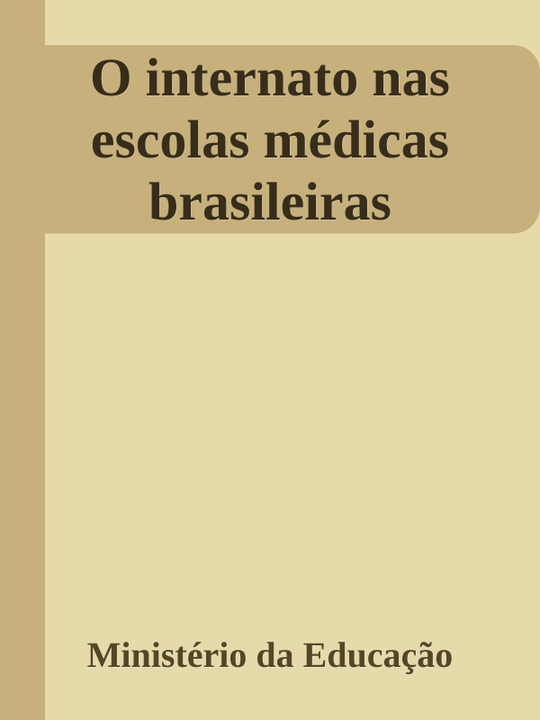 O internato nas
escolas médicas
brasileiras
Ministério da Educação